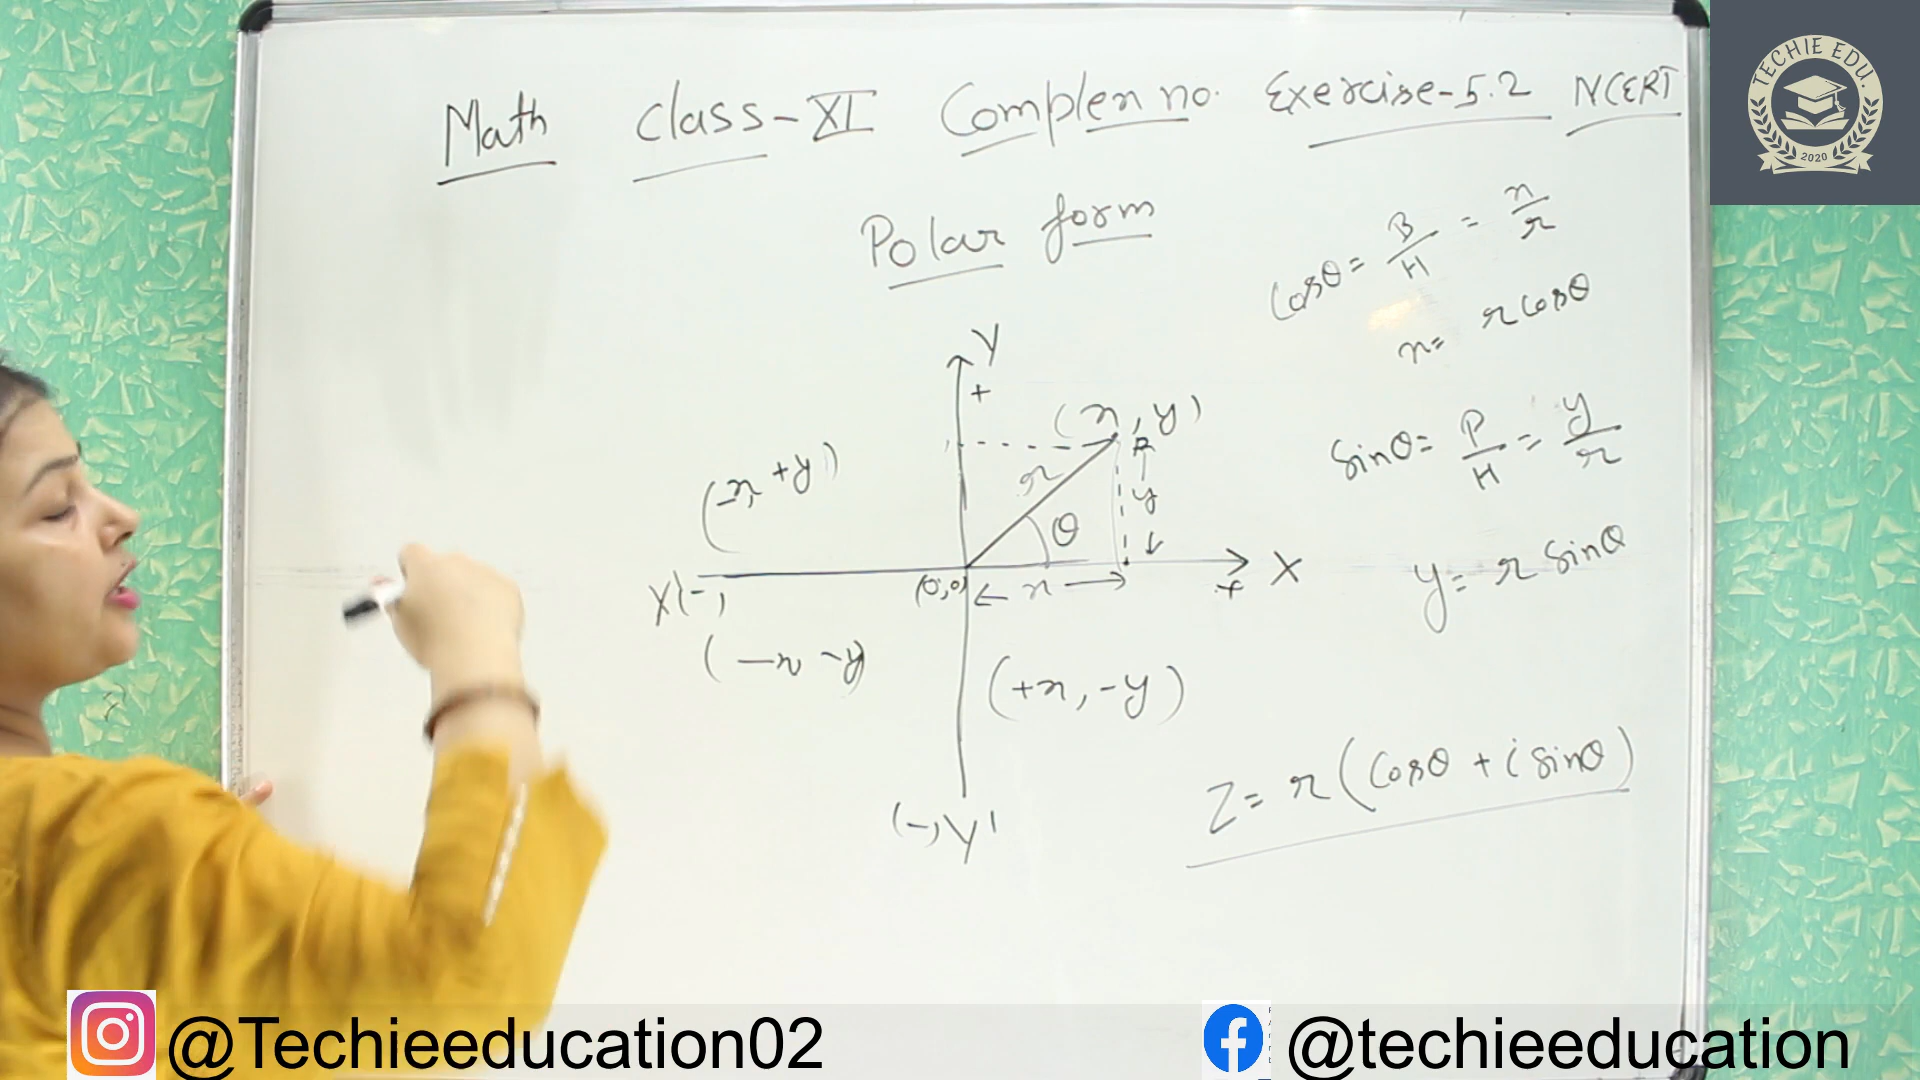 Math class-XI Complex no. Exercise-5.2 NCERT
TECHIE EDU.
2020
Polar form
Cosθ = B/H = x/r
x = r cosθ
Sinθ = P/H = y/r
y = r sinθ
Z = r(Cosθ + i sinθ)
Y
+
(x, y)
(-x, +y)
r
θ
y
X'(-)
(0,0)
x
+
X
(-x -y)
(+x, -y)
(-)Y'
@Techieeducation02
@techieeducation